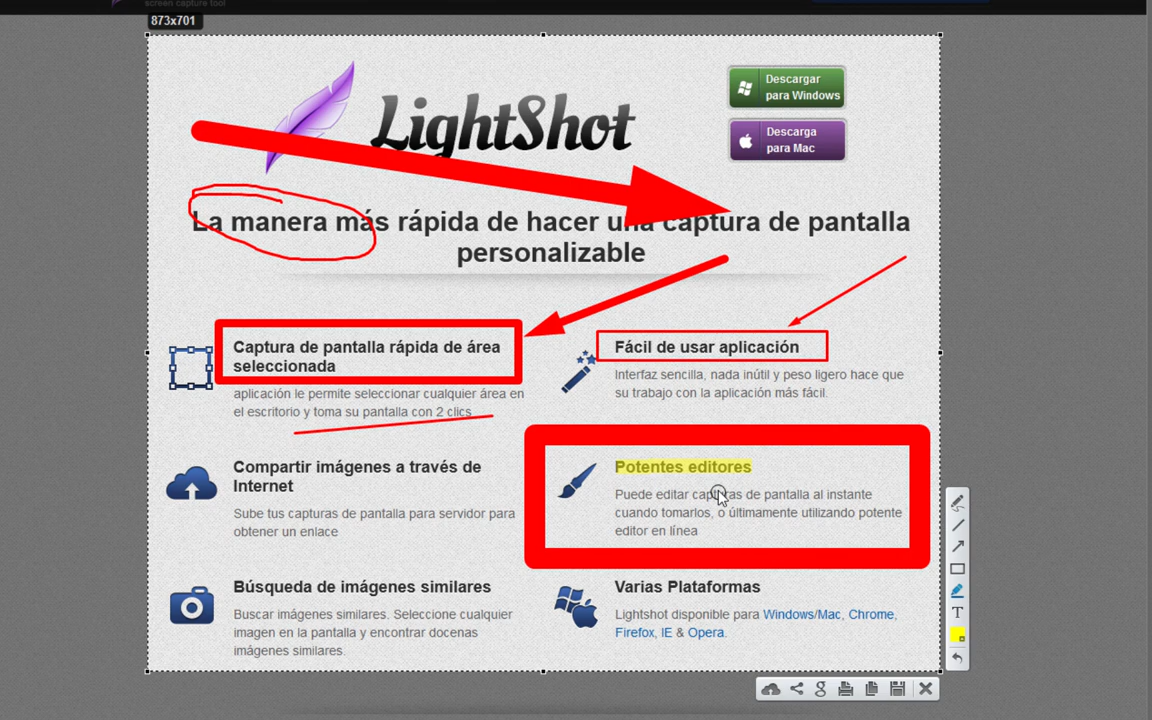 screen capture tool
873x701
LightShot
Descargar
para Windows
Descarga
para Mac
La manera más rápida de hacer una captura de pantalla
personalizable
Captura de pantalla rápida de área
seleccionada
aplicación le permite seleccionar cualquier área en
el escritorio y toma su pantalla con 2 clics
Fácil de usar aplicación
Interfaz sencilla, nada inútil y peso ligero hace que
su trabajo con la aplicación más fácil.
Compartir imágenes a través de
Internet
Sube tus capturas de pantalla para servidor para
obtener un enlace
Potentes editores
Puede editar capturas de pantalla al instante
cuando tomarlos, o últimamente utilizando potente
editor en línea
Búsqueda de imágenes similares
Buscar imágenes similares. Seleccione cualquier
imagen en la pantalla y encontrar docenas
imágenes similares.
Varias Plataformas
Lightshot disponible para Windows/Mac, Chrome,
Firefox, IE & Opera.
T
g